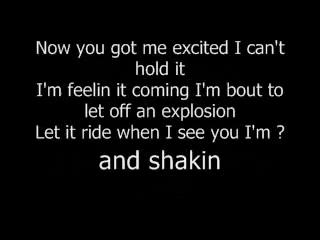 Now you got me excited I can't
hold it
I'm feelin it coming I'm bout to
let off an explosion
Let it ride when I see you I'm ?
and shakin